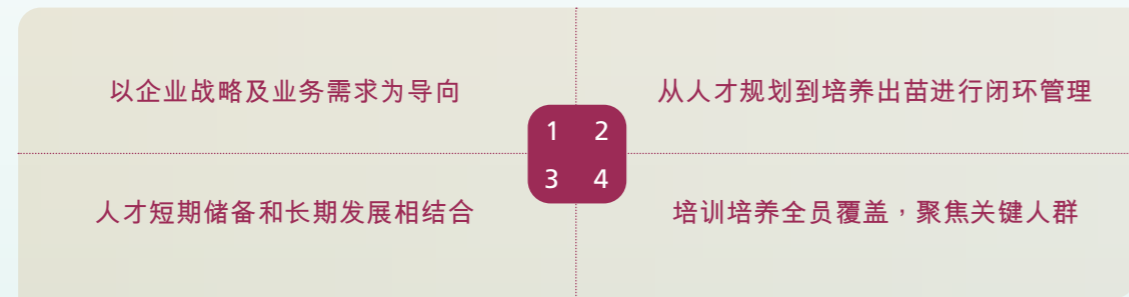 以企业战略及业务需求为导向
从人才规划到培养出苗进行闭环管理
1 2
3 4
人才短期储备和长期发展相结合
培训培养全员覆盖，聚焦关键人群